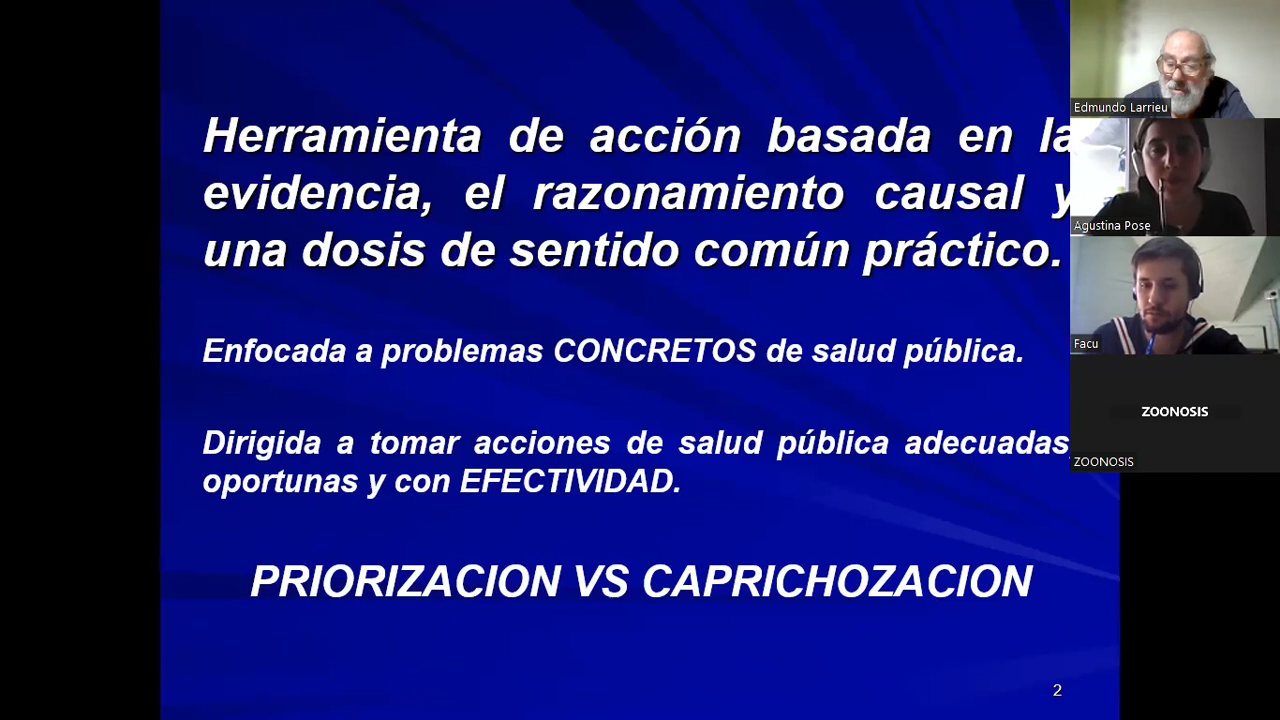 Herramienta de acción basada en la
evidencia, el razonamiento causal y
una dosis de sentido común práctico.
Enfocada a problemas CONCRETOS de salud pública.
Dirigida a tomar acciones de salud pública adecuadas,
oportunas y con EFECTIVIDAD.
PRIORIZACION VS CAPRICHOZACION
2
Edmundo Larrieu
Agustina Pose
Facu
ZOONOSIS
ZOONOSIS